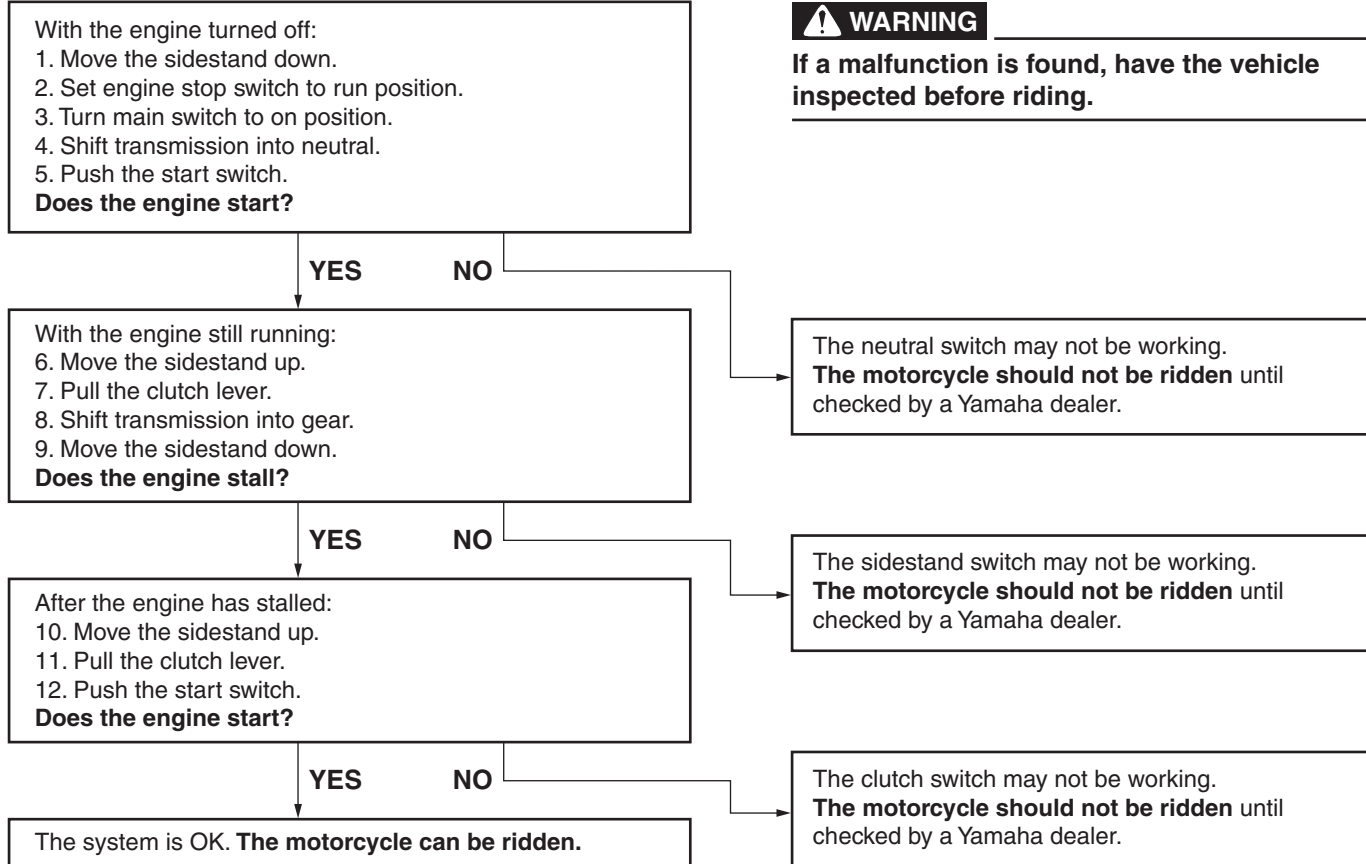 With the engine turned off:
1. Move the sidestand down.
2. Set engine stop switch to run position.
3. Turn main switch to on position.
4. Shift transmission into neutral.
5. Push the start switch.
Does the engine start?
WARNING
If a malfunction is found, have the vehicle
inspected before riding.
YES NO
With the engine still running:
6. Move the sidestand up.
7. Pull the clutch lever.
8. Shift transmission into gear.
9. Move the sidestand down.
Does the engine stall?
The neutral switch may not be working.
The motorcycle should not be ridden until
checked by a Yamaha dealer.
YES NO
After the engine has stalled:
10. Move the sidestand up.
11. Pull the clutch lever.
12. Push the start switch.
Does the engine start?
The sidestand switch may not be working.
The motorcycle should not be ridden until
checked by a Yamaha dealer.
YES NO
The system is OK. The motorcycle can be ridden.
The clutch switch may not be working.
The motorcycle should not be ridden until
checked by a Yamaha dealer.